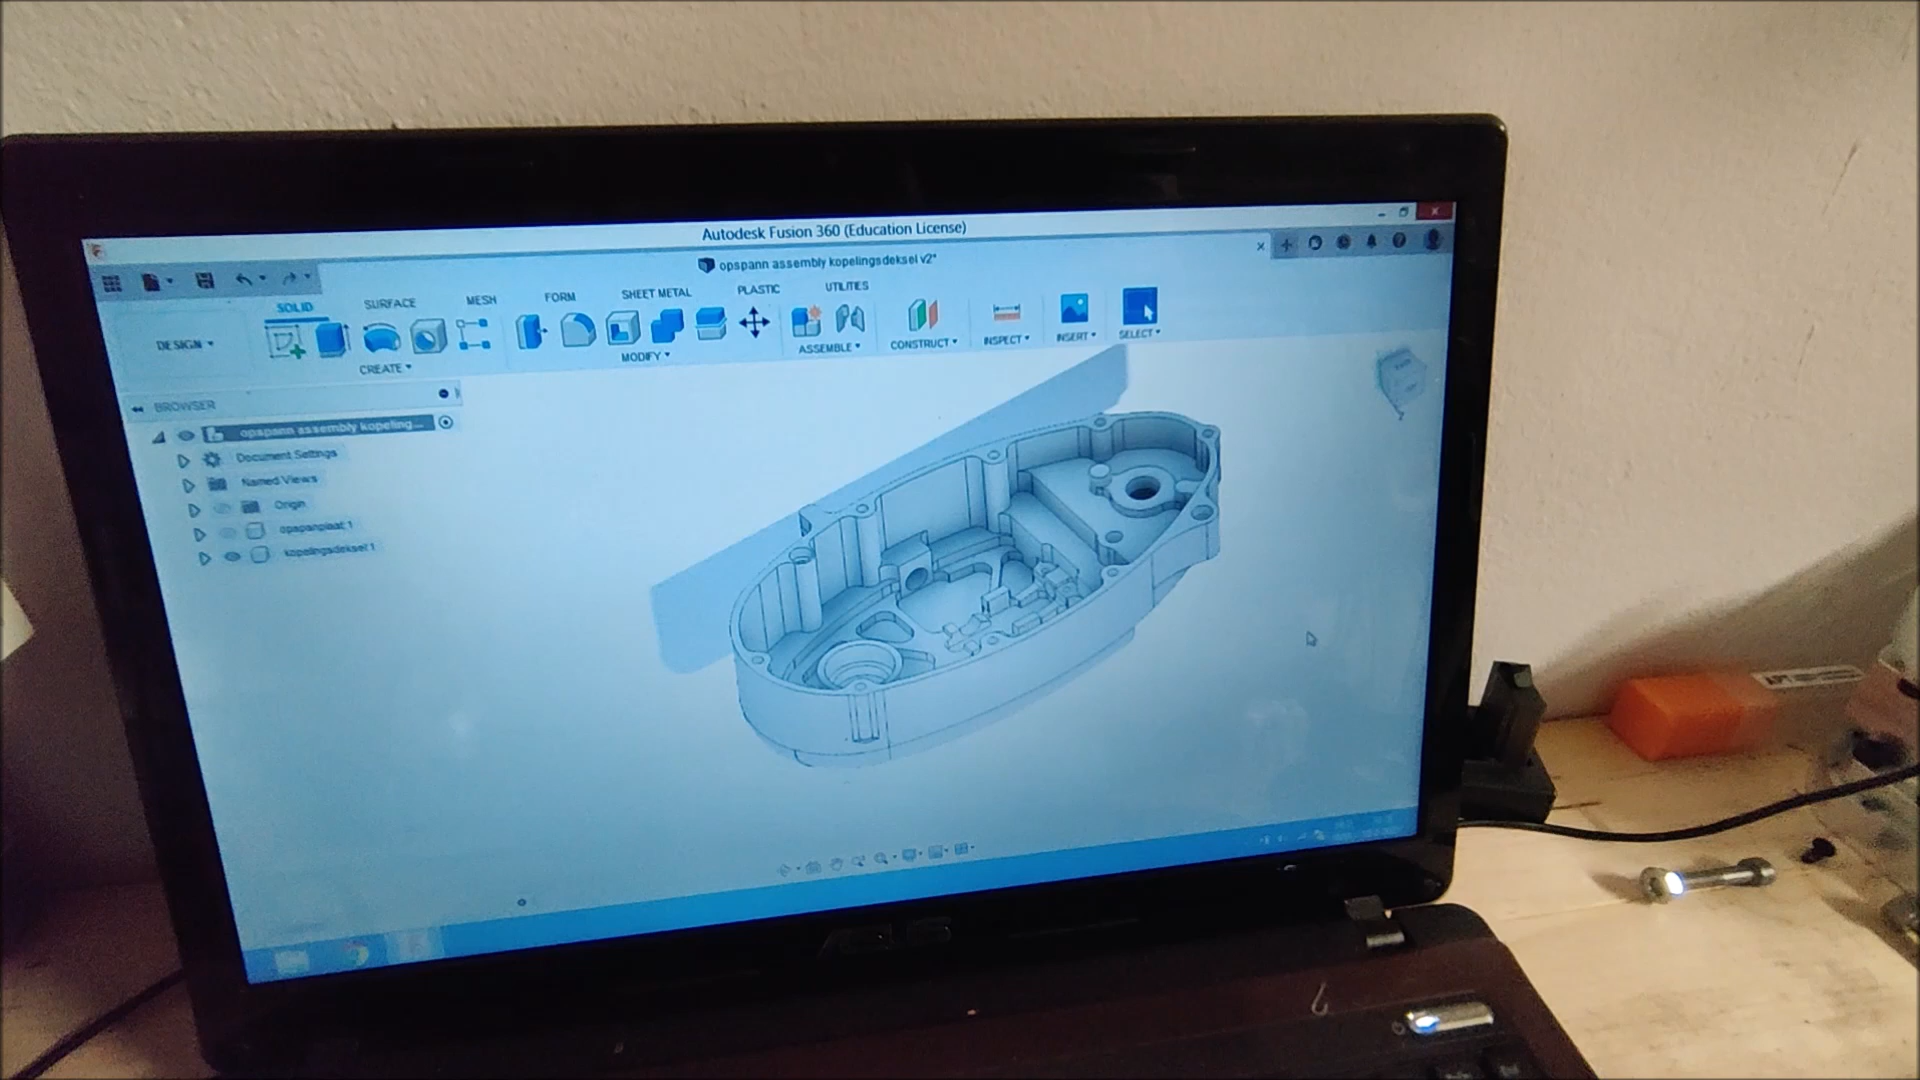 Autodesk Fusion 360 (Education License)
opspann assembly kopelingsdeksel v2*
SOLID SURFACE MESH FORM SHEET METAL PLASTIC UTILITIES
DESIGN
CREATE MODIFY ASSEMBLE CONSTRUCT INSPECT INSERT SELECT
BROWSER
opspann assembly kopeling...
Document Settings
Named Views
Origin
opspanplaat:1
kopelingsdeksel:1